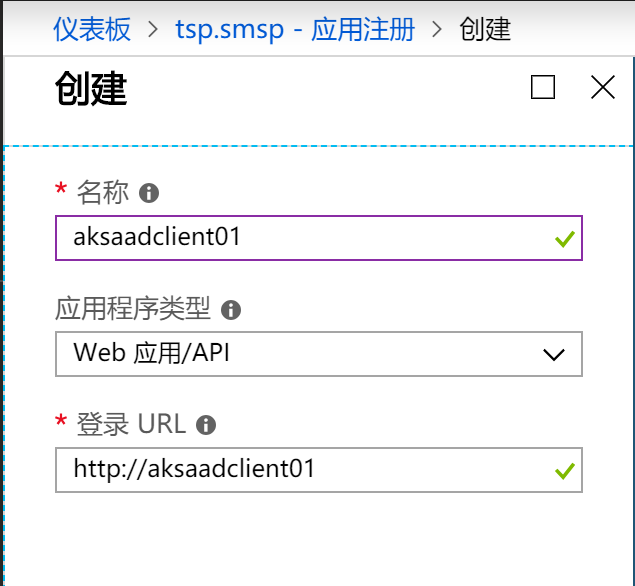 仪表板 > tsp.smsp - 应用注册 > 创建
创建
* 名称
aksaadclient01
应用程序类型
Web 应用/API
* 登录 URL
http://aksaadclient01